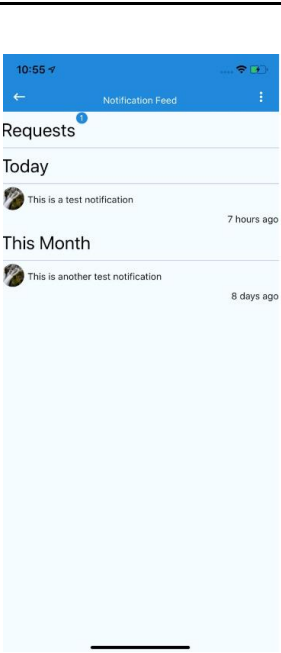 10:55
Notification Feed
Requests 1
Today
This is a test notification
7 hours ago
This Month
This is another test notification
8 days ago